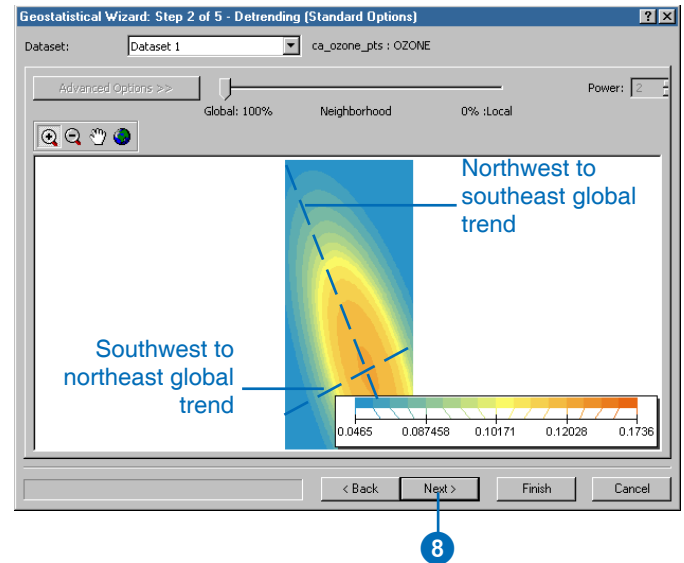 Geostatistical Wizard: Step 2 of 5 - Detrending (Standard Options)
Dataset: Dataset 1 ca_ozone_pts : OZONE
Advanced Options >> Power: 2
Global: 100% Neighborhood 0% :Local
Northwest to
southeast global
trend
Southwest to
northeast global
trend
0.0465 0.087458 0.10171 0.12028 0.1736
< Back Next > Finish Cancel
8